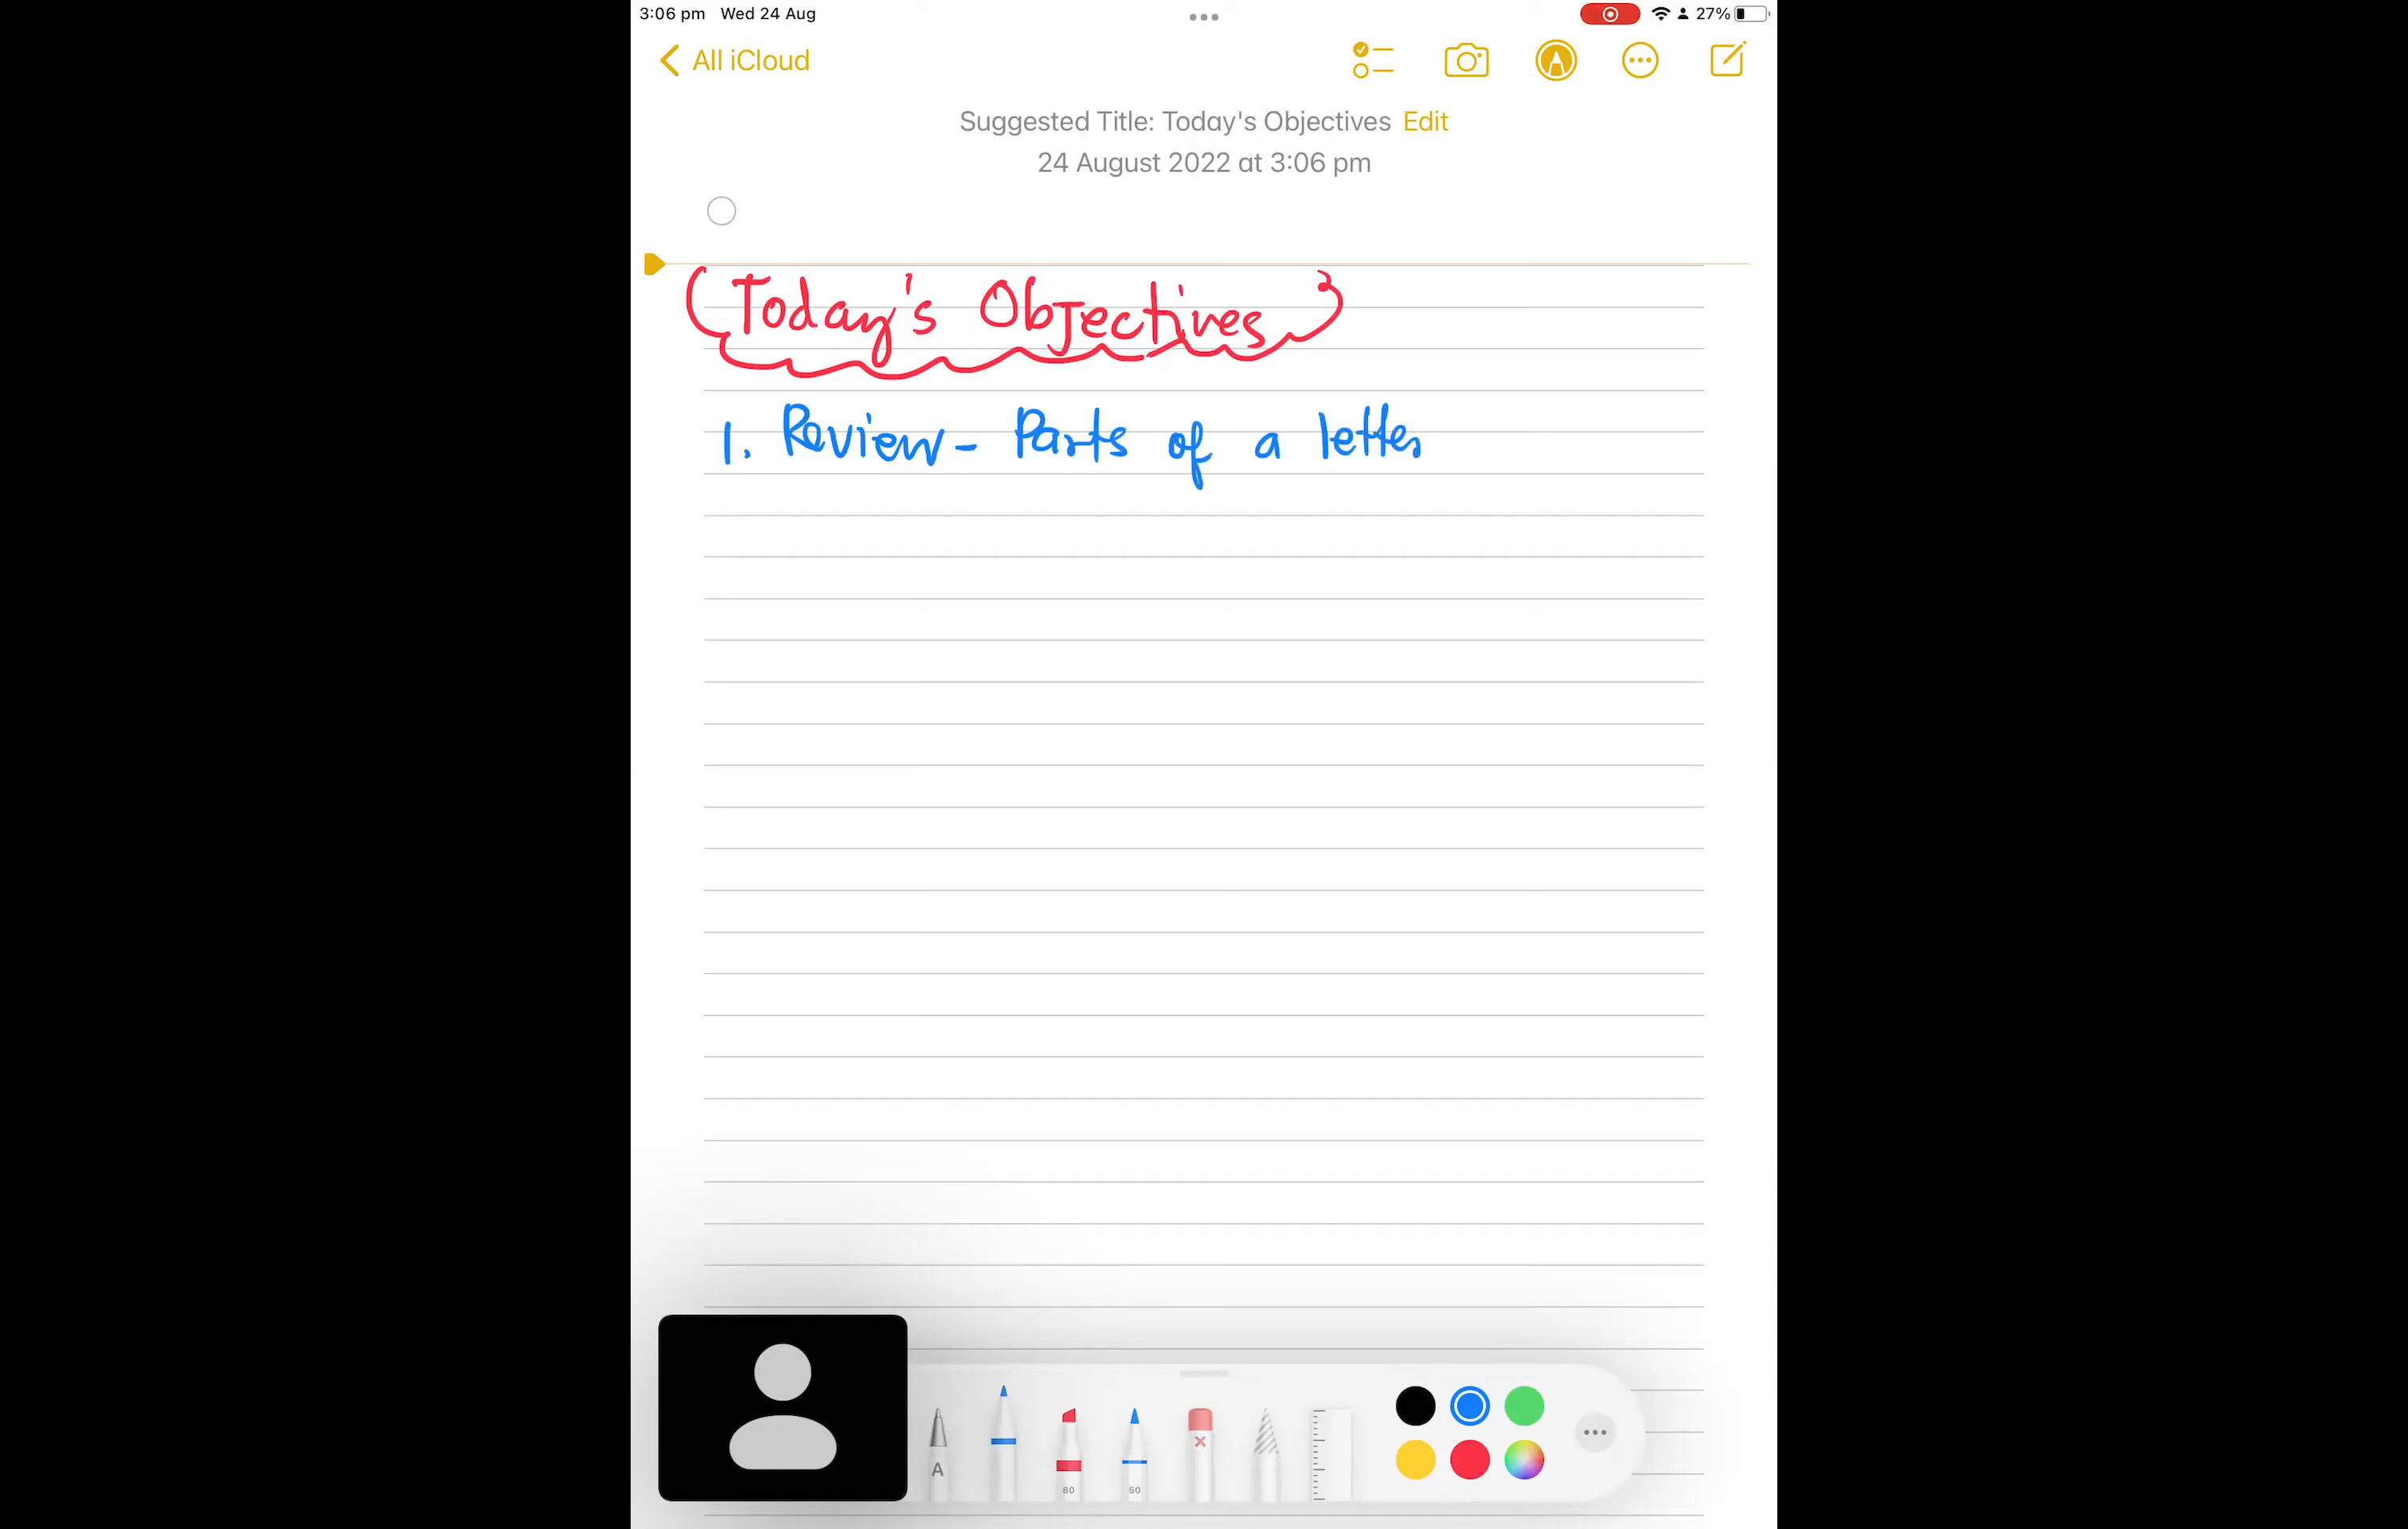 3:06 pm Wed 24 Aug 27%
All iCloud
Suggested Title: Today's Objectives Edit
24 August 2022 at 3:06 pm
Today's Objectives
1. Review - Parts of a letter
A
80
50